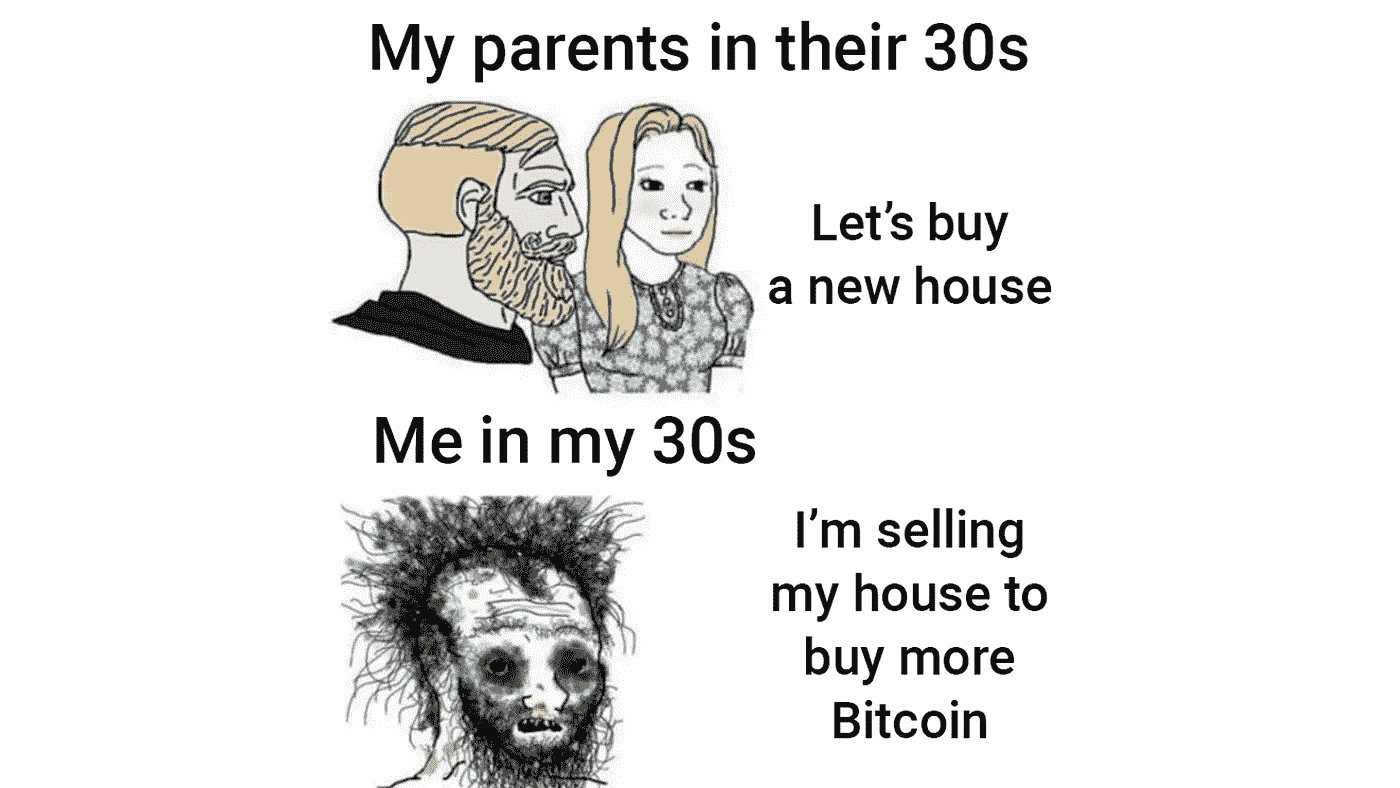 My parents in their 30s
Let’s buy
a new house
Me in my 30s
I’m selling
my house to
buy more
Bitcoin